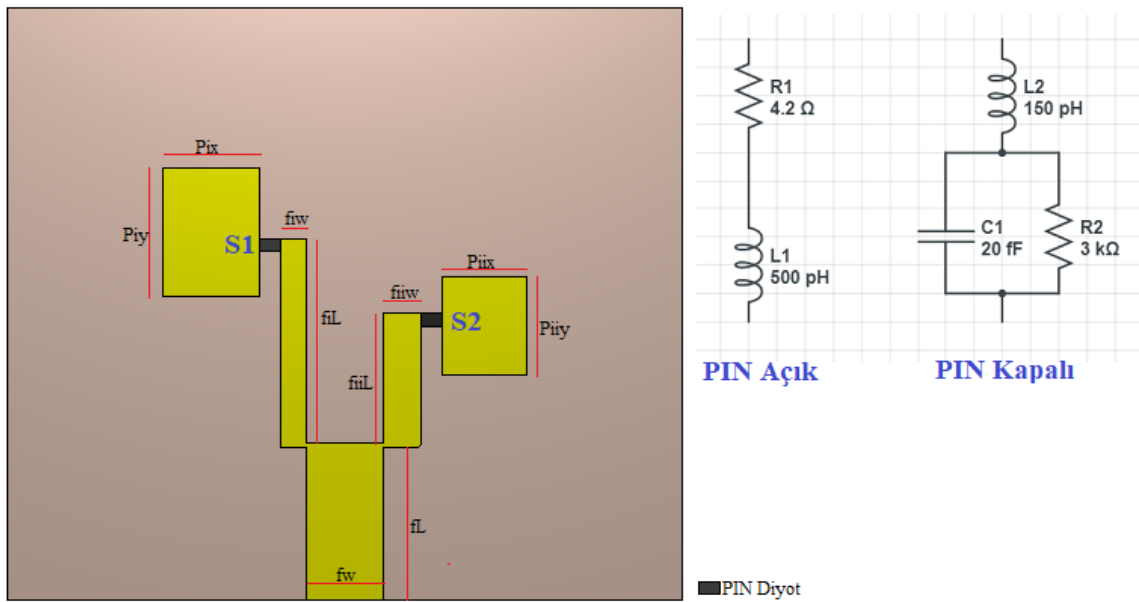 Pix
Piy
S1
fiw
fiL
Piix
fiiw
S2
Piiy
fiiL
fL
fw
R1
4.2 Ω
L1
500 pH
L2
150 pH
C1
20 fF
R2
3 kΩ
PIN Açık
PIN Kapalı
PIN Diyot